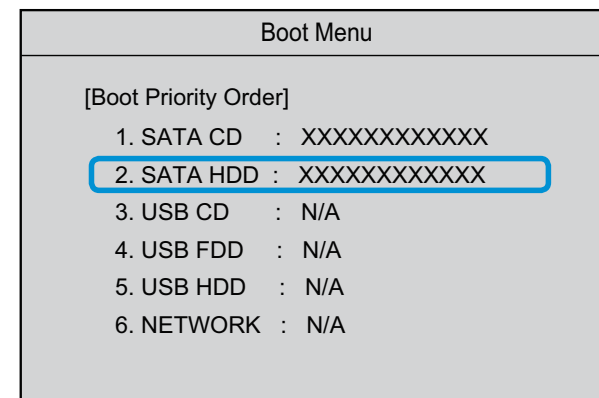 Boot Menu
[Boot Priority Order]
1. SATA CD : XXXXXXXXXXXX
2. SATA HDD : XXXXXXXXXXXX
3. USB CD : N/A
4. USB FDD : N/A
5. USB HDD : N/A
6. NETWORK : N/A